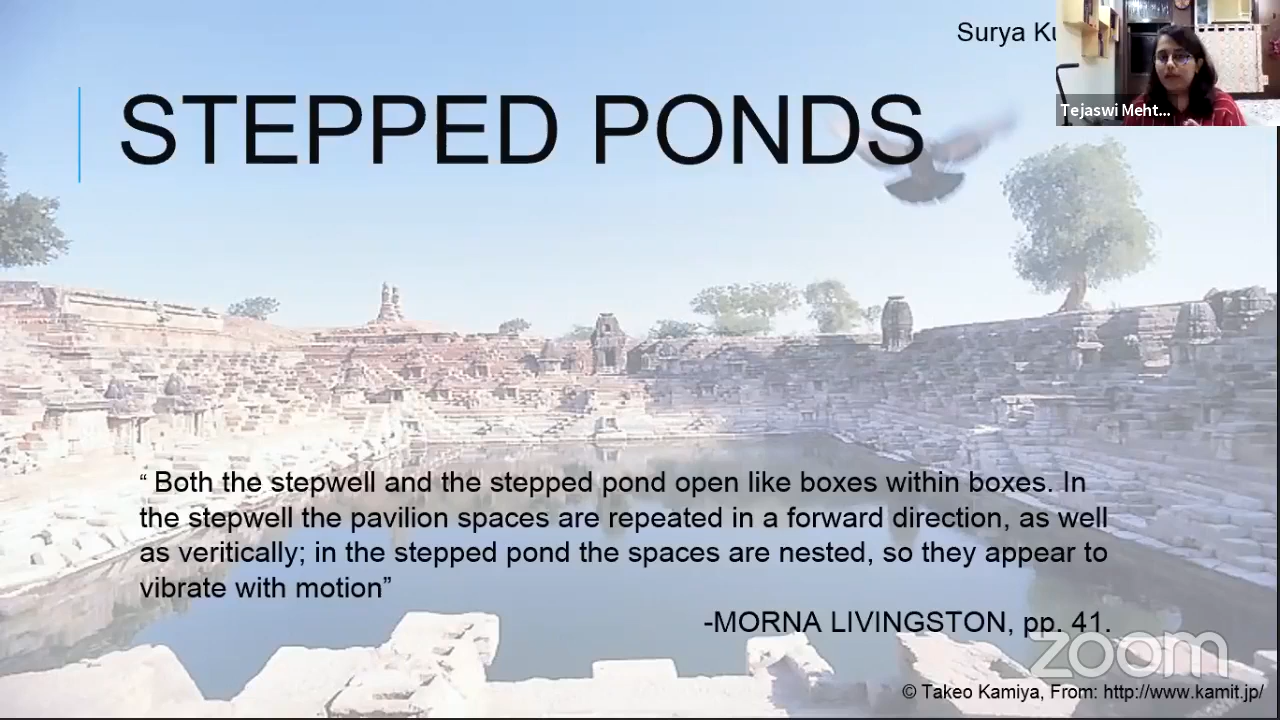 Surya
Tejaswi Meht...
STEPPED PONDS
“ Both the stepwell and the stepped pond open like boxes within boxes. In
the stepwell the pavilion spaces are repeated in a forward direction, as well
as veritically; in the stepped pond the spaces are nested, so they appear to
vibrate with motion”
-MORNA LIVINGSTON, pp. 41.
zoom
© Takeo Kamiya, From: http://www.kamit.jp/